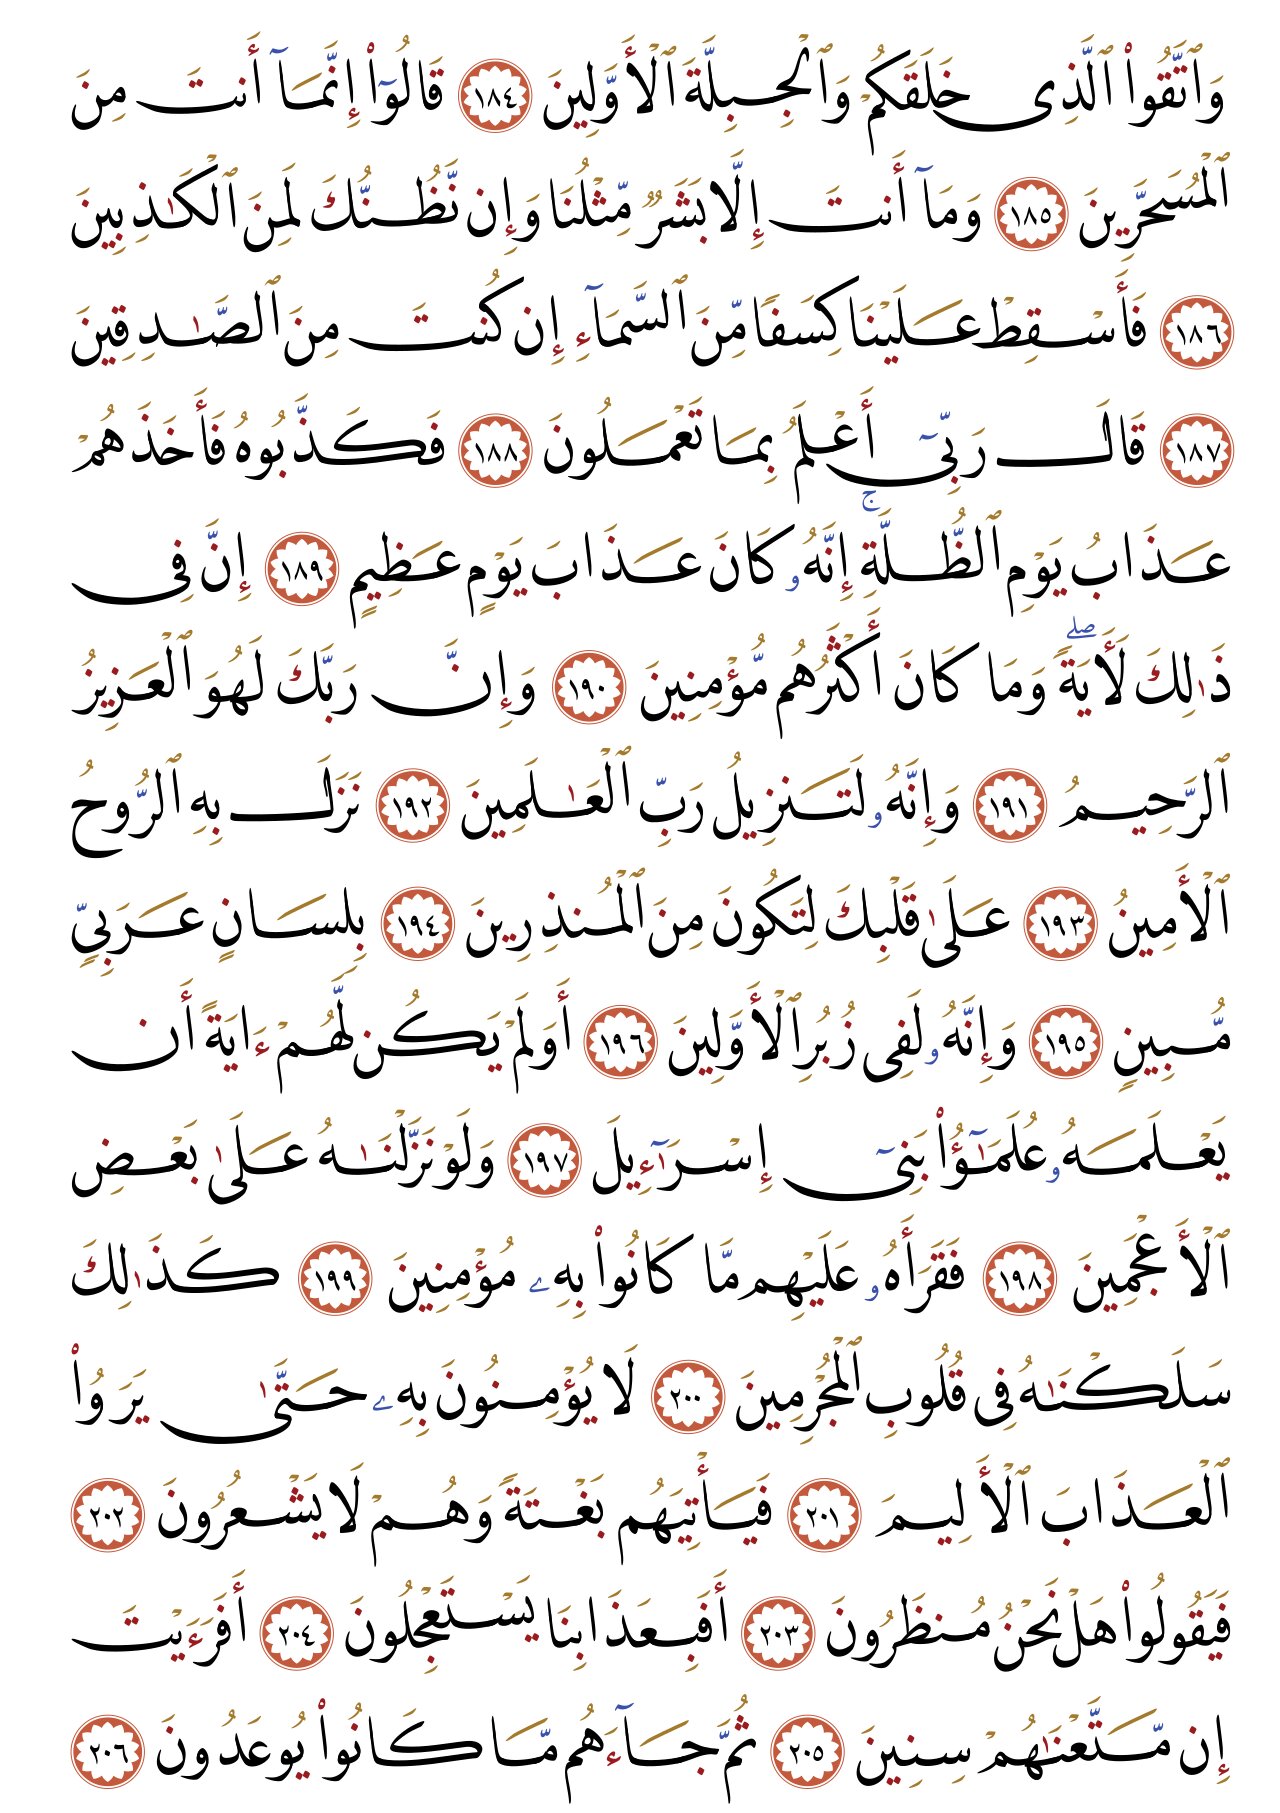 وَٱتَّقُوا۟ ٱلَّذِى خَلَقَكُمْ وَٱلْجِبِلَّةَ ٱلْأَوَّلِينَ ١٨٤ قَالُوٓا۟ إِنَّمَآ أَنتَ مِنَ
ٱلْمُسَحَّرِينَ ١٨٥ وَمَآ أَنتَ إِلَّا بَشَرٌ مِّثْلُنَا وَإِن نَّظُنُّكَ لَمِنَ ٱلْكَٰذِبِينَ
١٨٦ فَأَسْقِطْ عَلَيْنَا كِسَفًا مِّنَ ٱلسَّمَآءِ إِن كُنتَ مِنَ ٱلصَّٰدِقِينَ
١٨٧ قَالَ رَبِّىٓ أَعْلَمُ بِمَا تَعْمَلُونَ ١٨٨ فَكَذَّبُوهُ فَأَخَذَهُمْ
عَذَابُ يَوْمِ ٱلظُّلَّةِ ۚ إِنَّهُۥ كَانَ عَذَابَ يَوْمٍ عَظِيمٍ ١٨٩ إِنَّ فِى
ذَٰلِكَ لَأَيَةً ۖ وَمَا كَانَ أَكْثَرُهُم مُّؤْمِنِينَ ١٩٠ وَإِنَّ رَبَّكَ لَهُوَ ٱلْعَزِيزُ
ٱلرَّحِيمُ ١٩١ وَإِنَّهُۥ لَتَنزِيلُ رَبِّ ٱلْعَٰلَمِينَ ١٩٢ نَزَلَ بِهِ ٱلرُّوحُ
ٱلْأَمِينُ ١٩٣ عَلَىٰ قَلْبِكَ لِتَكُونَ مِنَ ٱلْمُنذِرِينَ ١٩٤ بِلِسَانٍ عَرَبِىٍّ
مُّبِينٍ ١٩٥ وَإِنَّهُۥ لَفِى زُبُرِ ٱلْأَوَّلِينَ ١٩٦ أَوَلَمْ يَكُن لَّهُمْ ءَايَةً أَن
يَعْلَمَهُۥ عُلَمَٰٓؤُا۟ بَنِىٓ إِسْرَٰٓءِيلَ ١٩٧ وَلَوْ نَزَّلْنَٰهُ عَلَىٰ بَعْضِ
ٱلْأَعْجَمِينَ ١٩٨ فَقَرَأَهُۥ عَلَيْهِم مَّا كَانُوا۟ بِهِۦ مُؤْمِنِينَ ١٩٩ كَذَٰلِكَ
سَلَكْنَٰهُ فِى قُلُوبِ ٱلْمُجْرِمِينَ ٢٠٠ لَا يُؤْمِنُونَ بِهِۦ حَتَّىٰ يَرَوُا۟
ٱلْعَذَابَ ٱلْأَلِيمَ ٢٠١ فَيَأْتِيَهُم بَغْتَةً وَهُمْ لَا يَشْعُرُونَ ٢٠٢
فَيَقُولُوا۟ هَلْ نَحْنُ مُنظَرُونَ ٢٠٣ أَفَبِعَذَابِنَا يَسْتَعْجِلُونَ ٢٠٤ أَفَرَءَيْتَ
إِن مَّتَّعْنَٰهُمْ سِنِينَ ٢٠٥ ثُمَّ جَآءَهُم مَّا كَانُوا۟ يُوعَدُونَ ٢٠٦